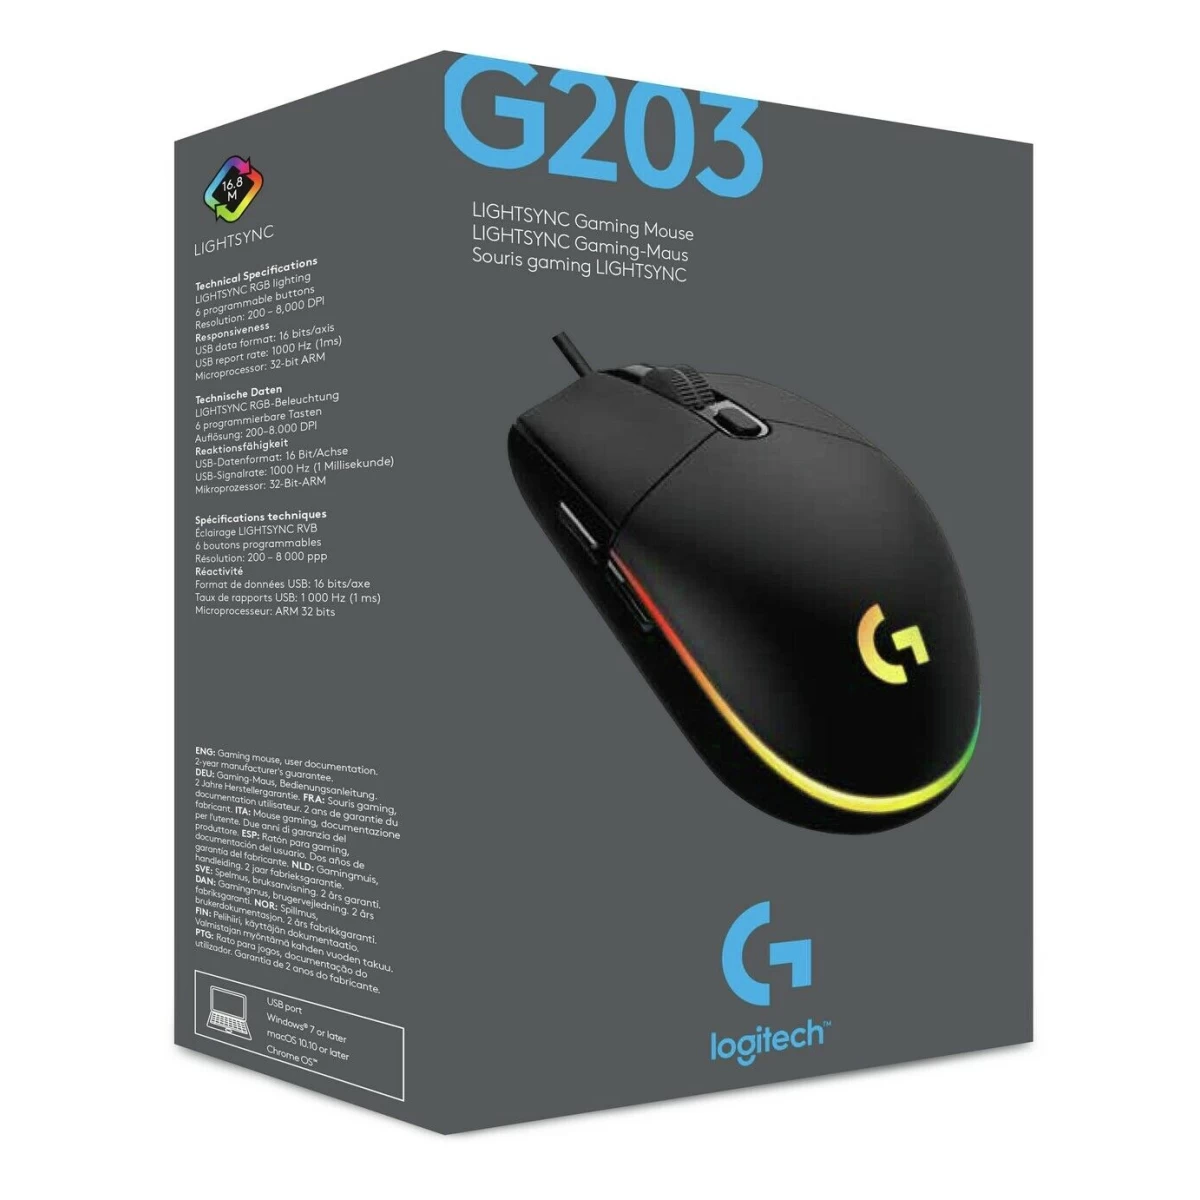 G203
LIGHTSYNC Gaming Mouse
LIGHTSYNC Gaming-Maus
Souris gaming LIGHTSYNC
G
logitech™
16.8
M
LIGHTSYNC
Technical Specifications
LIGHTSYNC RGB lighting
6 programmable buttons
Resolution: 200 – 8,000 DPI
Responsiveness
USB data format: 16 bits/axis
USB report rate: 1000 Hz (1ms)
Microprocessor: 32-bit ARM
Technische Daten
LIGHTSYNC RGB-Beleuchtung
6 programmierbare Tasten
Auflösung: 200–8.000 DPI
Reaktionsfähigkeit
USB-Datenformat: 16 Bit/Achse
USB-Signalrate: 1000 Hz (1 Millisekunde)
Mikroprozessor: 32-Bit-ARM
Spécifications techniques
Éclairage LIGHTSYNC RVB
6 boutons programmables
Résolution: 200 – 8 000 ppp
Réactivité
Format de données USB: 16 bits/axe
Taux de rapports USB: 1 000 Hz (1 ms)
Microprocesseur: ARM 32 bits
ENG: Gaming mouse, user documentation.
2-year manufacturer's guarantee.
DEU: Gaming-Maus, Bedienungsanleitung.
2 Jahre Herstellergarantie. FRA: Souris gaming,
documentation utilisateur. 2 ans de garantie du
fabricant. ITA: Mouse gaming, documentazione
per l'utente. Due anni di garanzia del
produttore. ESP: Ratón para gaming,
documentación del usuario. Dos años de
garantía del fabricante. NLD: Gamingmuis,
handleiding. 2 jaar fabrieksgarantie.
SVE: Spelmus, bruksanvisning. 2 års garanti.
DAN: Gamingmus, brugervejledning. 2 års
fabriksgaranti. NOR: Spillmus,
brukerdokumentasjon. 2 års fabrikkgaranti.
FIN: Pelihiiri, käyttäjän dokumentaatio.
Valmistajan myöntämä kahden vuoden takuu.
PTG: Rato para jogos, documentação do
utilizador. Garantia de 2 anos do fabricante.
USB port
Windows® 7 or later
macOS 10.10 or later
Chrome OS™